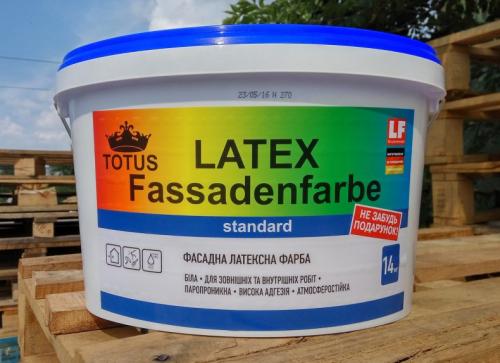 23/05/16 H 270
TOTUS
LATEX
Fassadenfarbe
standard
LF
НЕ ЗАБУДЬ
ПОДАРУНОК!
ФАСАДНА ЛАТЕКСНА ФАРБА
БІЛА • ДЛЯ ЗОВНІШНІХ ТА ВНУТРІШНІХ РОБІТ •
ПАРОПРОНИКНА • ВИСОКА АДГЕЗІЯ • АТМОСФЕРОСТІЙКА
14кг